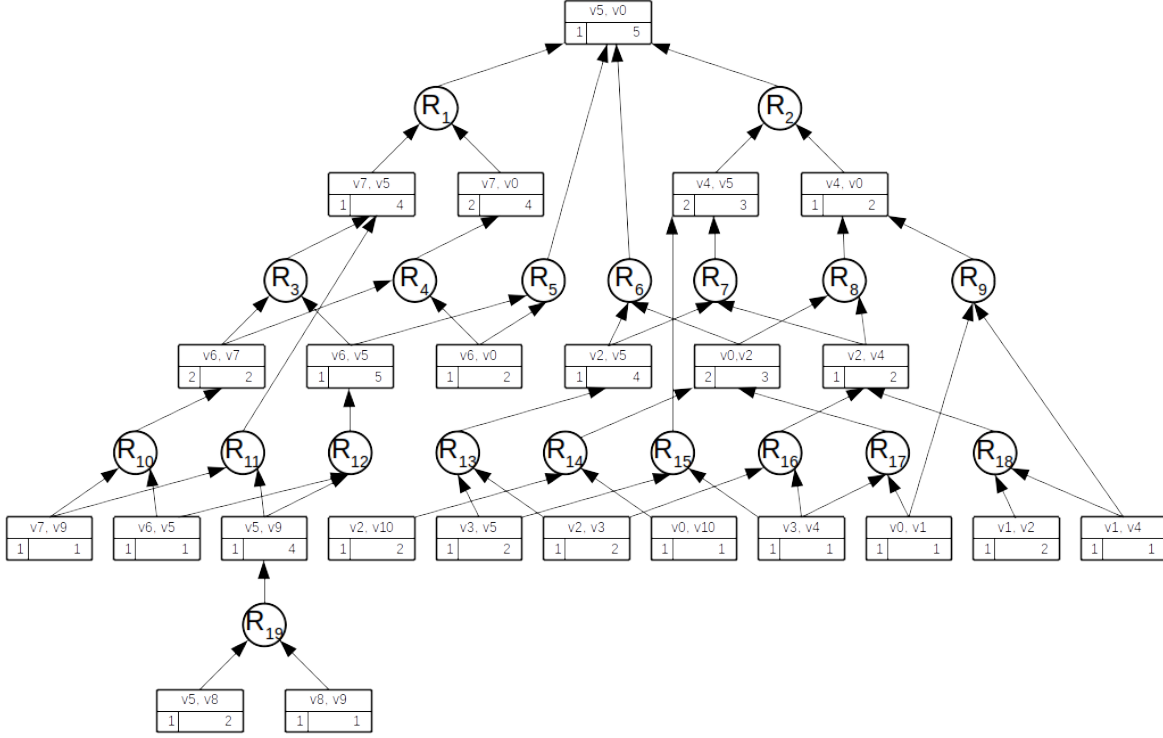 v5, v0
1 5
R1
R2
v7, v5
1 4
v7, v0
2 4
v4, v5
2 3
v4, v0
1 2
R3
R4
R5
R6
R7
R8
R9
v6, v7
2 2
v6, v5
1 5
v6, v0
1 2
v2, v5
1 4
v0,v2
2 3
v2, v4
1 2
R10
R11
R12
R13
R14
R15
R16
R17
R18
v7, v9
1 1
v6, v5
1 1
v5, v9
1 4
v2, v10
1 2
v3, v5
1 2
v2, v3
1 2
v0, v10
1 1
v3, v4
1 1
v0, v1
1 1
v1, v2
1 2
v1, v4
1 1
R19
v5, v8
1 2
v8, v9
1 1